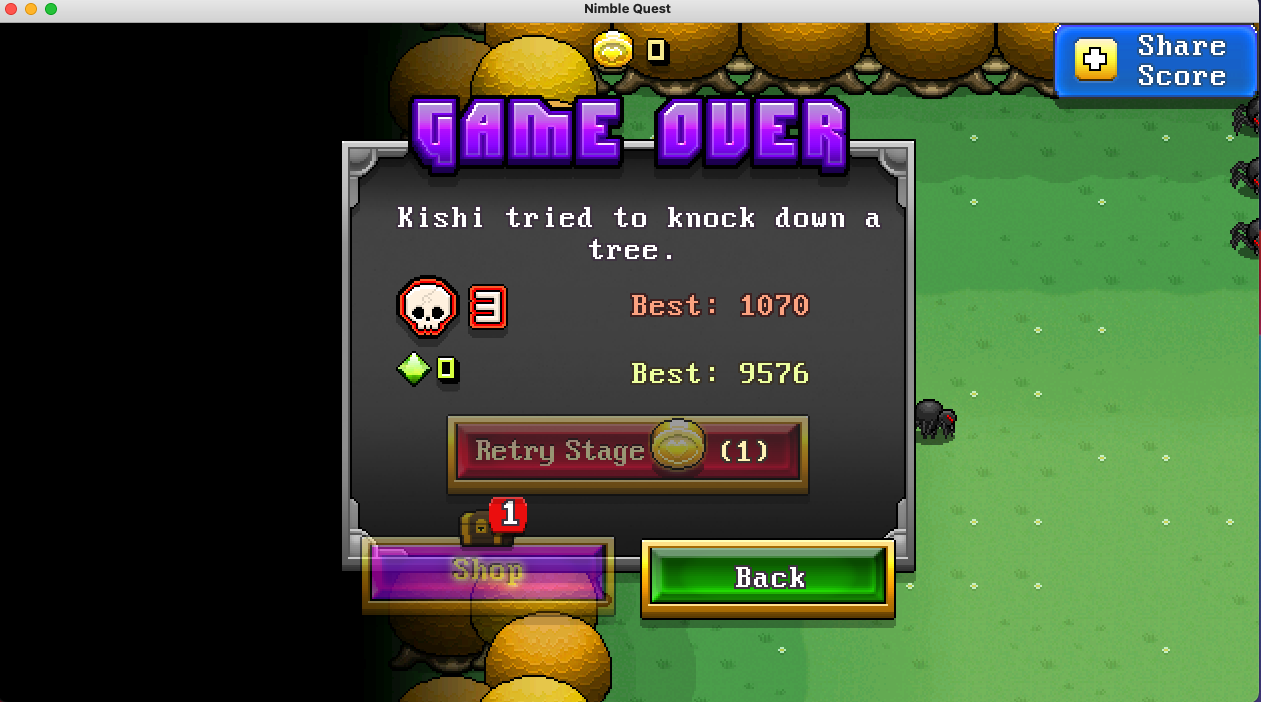 Nimble Quest
0
Share
Score
GAME OVER
Kishi tried to knock down a
tree.
3 Best: 1070
0 Best: 9576
Retry Stage (1)
1
Shop
Back